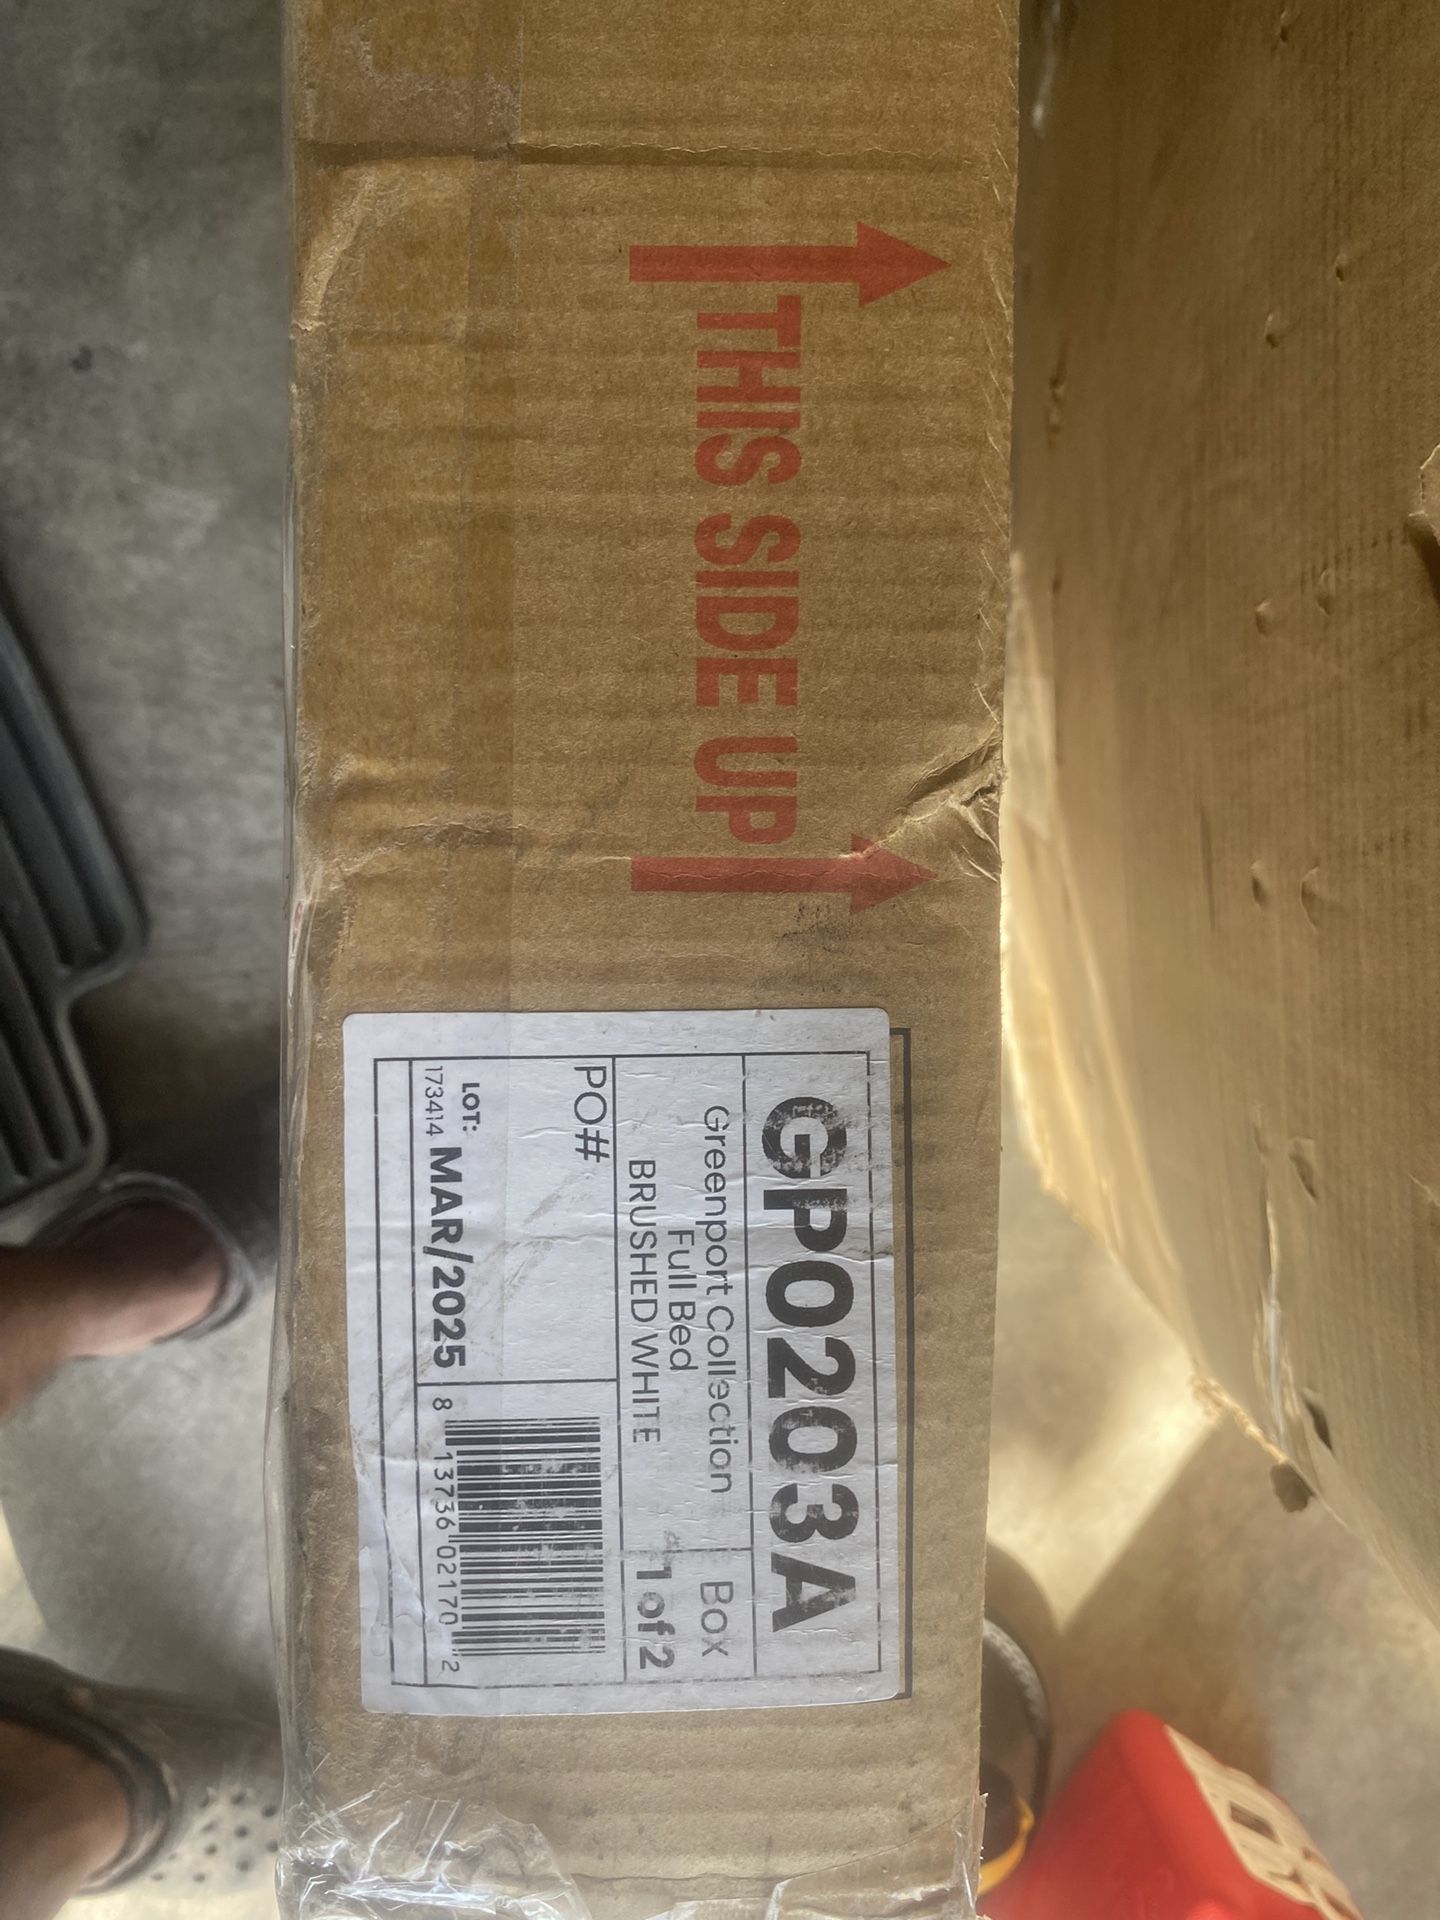 THIS SIDE UP
GP0203A
Greenport Collection
Full Bed
BRUSHED WHITE
Box
1 of 2
PO#
LOT:
173414 MAR/2025
8 13736 02170 2